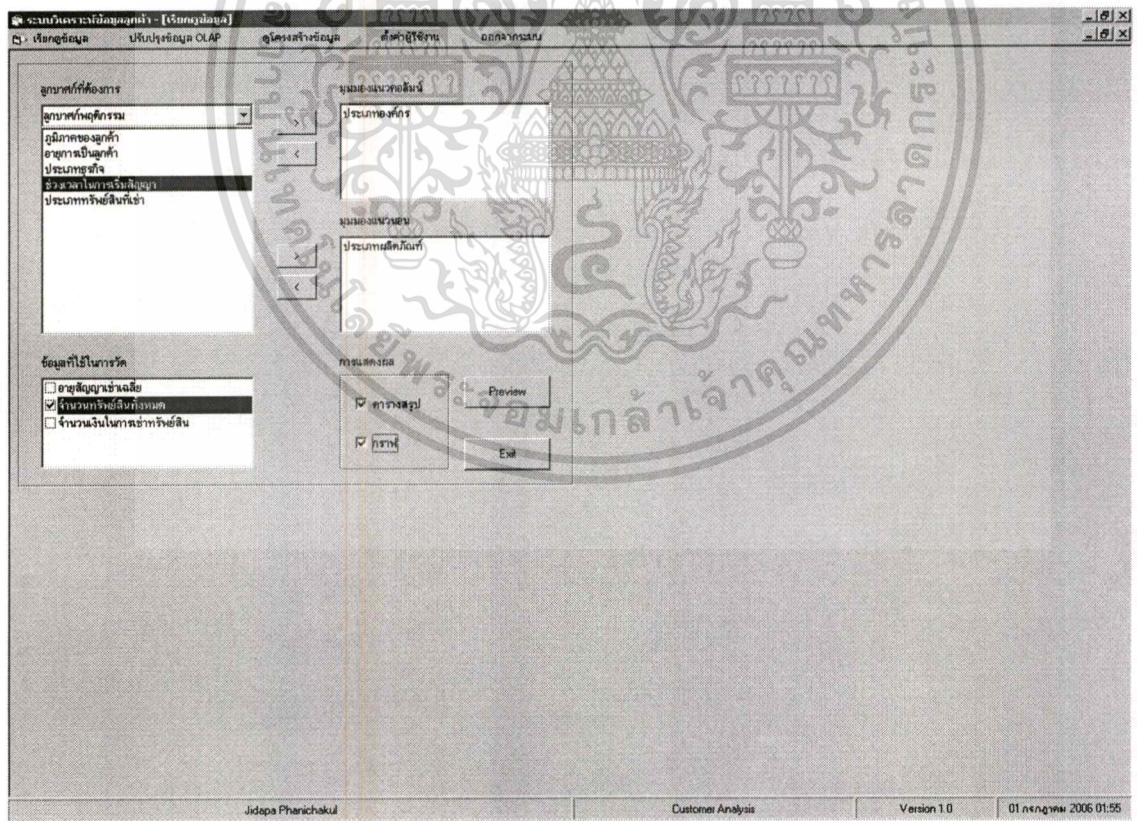 ระบบวิเคราะห์ข้อมูลลูกค้า - [เรียกดูข้อมูล]
เรียกดูข้อมูล ปรับปรุงข้อมูล OLAP ดูโครงสร้างข้อมูล ตั้งค่าผู้ใช้งาน ออกจากระบบ
ลูกบาศก์ที่ต้องการ
ลูกบาศก์พฤติกรรม
ภูมิภาคของลูกค้า
อายุการเป็นลูกค้า
ประเภทธุรกิจ
ช่วงเวลาในการเริ่มสัญญา
ประเภททรัพย์สินที่เช่า
>
<
มุมมองแนวคอลัมน์
ประเภทองค์กร
>
<
มุมมองแนวนอน
ประเภทผลิตภัณฑ์
ข้อมูลที่ใช้ในการวัด
อายุสัญญาเช่าเฉลี่ย
จำนวนทรัพย์สินทั้งหมด
จำนวนเงินในการเช่าทรัพย์สิน
การแสดงผล
ตารางสรุป
กราฟ
Preview
Exit
Jidapa Phanichakul Customer Analysis Version 1.0 01 กรกฎาคม 2006 01:55